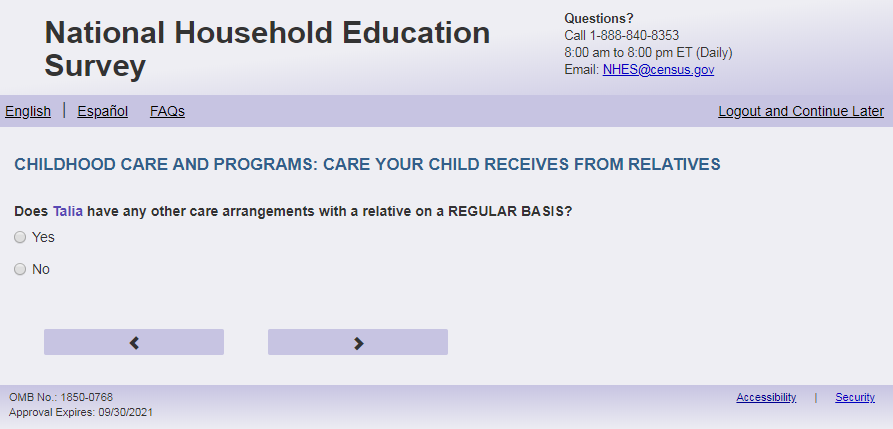 National Household Education
Survey
Questions?
Call 1-888-840-8353
8:00 am to 8:00 pm ET (Daily)
Email: NHES@census.gov
English | Español FAQs Logout and Continue Later
CHILDHOOD CARE AND PROGRAMS: CARE YOUR CHILD RECEIVES FROM RELATIVES
Does Talia have any other care arrangements with a relative on a REGULAR BASIS?
Yes
No
OMB No.: 1850-0768
Approval Expires: 09/30/2021
Accessibility | Security